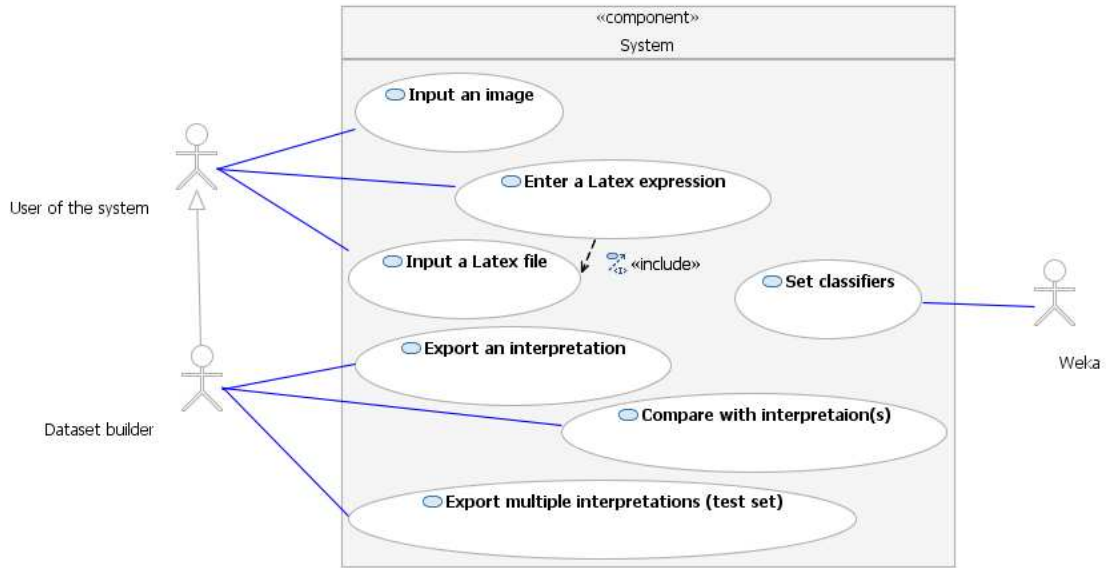 «component»
System
Input an image
Enter a Latex expression
User of the system
Input a Latex file
«include»
Set classifiers
Export an interpretation
Weka
Compare with interpretaion(s)
Dataset builder
Export multiple interpretations (test set)